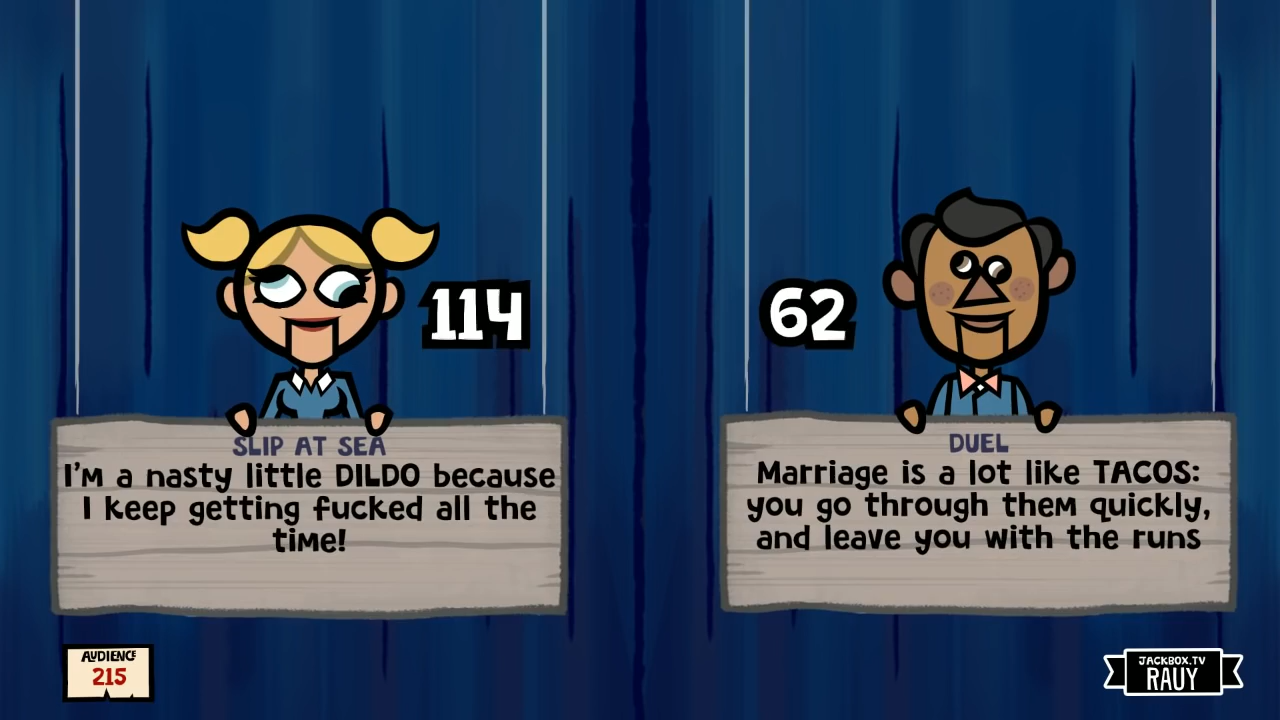 114
62
SLIP AT SEA
I'M a nasty little DILDO because
I keep getting fucked all the
time!
DUEL
Marriage is a lot like TACOS:
you go through them quickly,
and leave you with the runs
AUDIENCE
215
JACKBOX.TV
RAUY